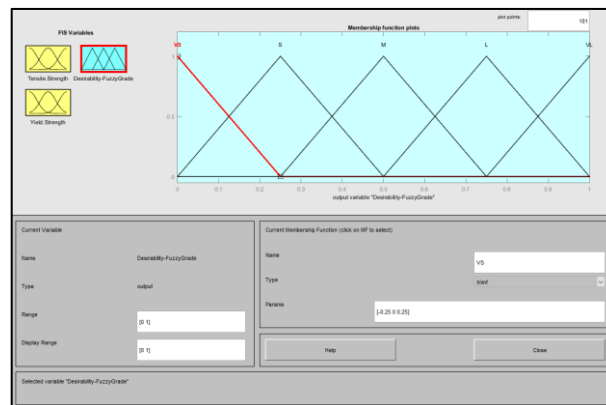 plot points:
181
FIS Variables
Membership function plots
VS
S
M
L
VL
Tensile.Strength
Desirability-FuzzyGrade
Yield.Strength
1
0.5
0
0
0.1
0.2
0.3
0.4
0.5
0.6
0.7
0.8
0.9
1
output variable "Desirability-FuzzyGrade"
Current Variable
Current Membership Function (click on MF to select)
Name
Desirability-FuzzyGrade
Name
VS
Type
output
Type
trimf
Range
[0 1]
Params
[-0.25 0 0.25]
Display Range
[0 1]
Help
Close
Selected variable "Desirability-FuzzyGrade"